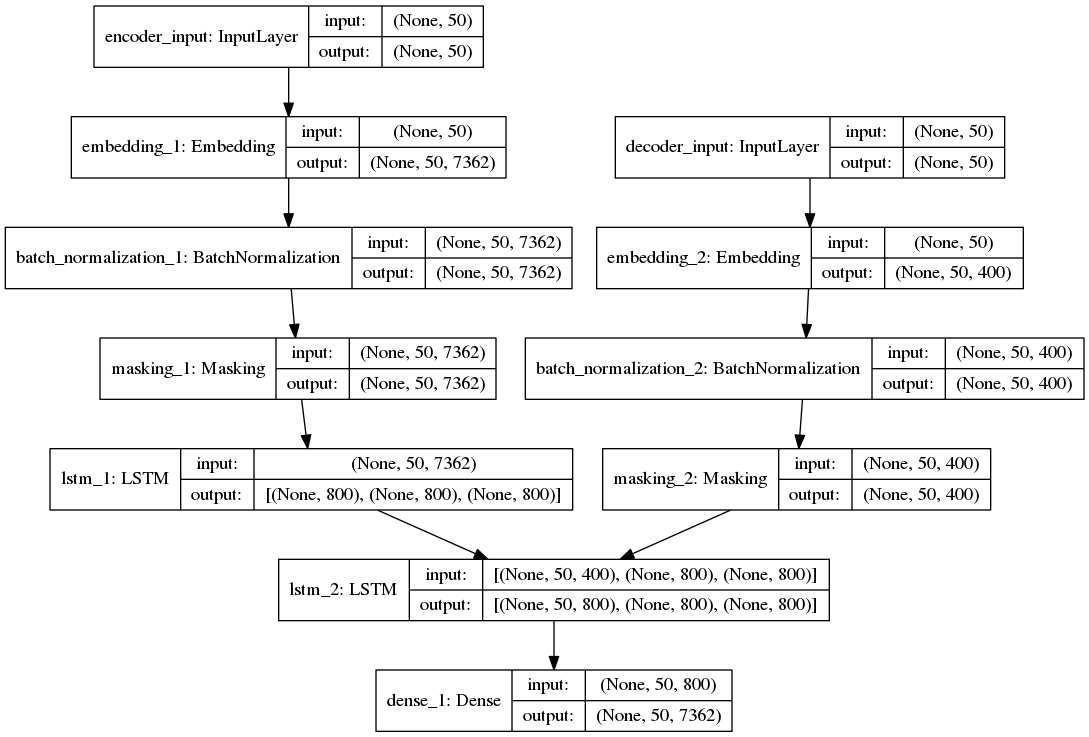 encoder_input: InputLayer
input: (None, 50)
output: (None, 50)
embedding_1: Embedding
input: (None, 50)
output: (None, 50, 7362)
decoder_input: InputLayer
input: (None, 50)
output: (None, 50)
batch_normalization_1: BatchNormalization
input: (None, 50, 7362)
output: (None, 50, 7362)
embedding_2: Embedding
input: (None, 50)
output: (None, 50, 400)
masking_1: Masking
input: (None, 50, 7362)
output: (None, 50, 7362)
batch_normalization_2: BatchNormalization
input: (None, 50, 400)
output: (None, 50, 400)
lstm_1: LSTM
input: (None, 50, 7362)
output: [(None, 800), (None, 800), (None, 800)]
masking_2: Masking
input: (None, 50, 400)
output: (None, 50, 400)
lstm_2: LSTM
input: [(None, 50, 400), (None, 800), (None, 800)]
output: [(None, 50, 800), (None, 800), (None, 800)]
dense_1: Dense
input: (None, 50, 800)
output: (None, 50, 7362)